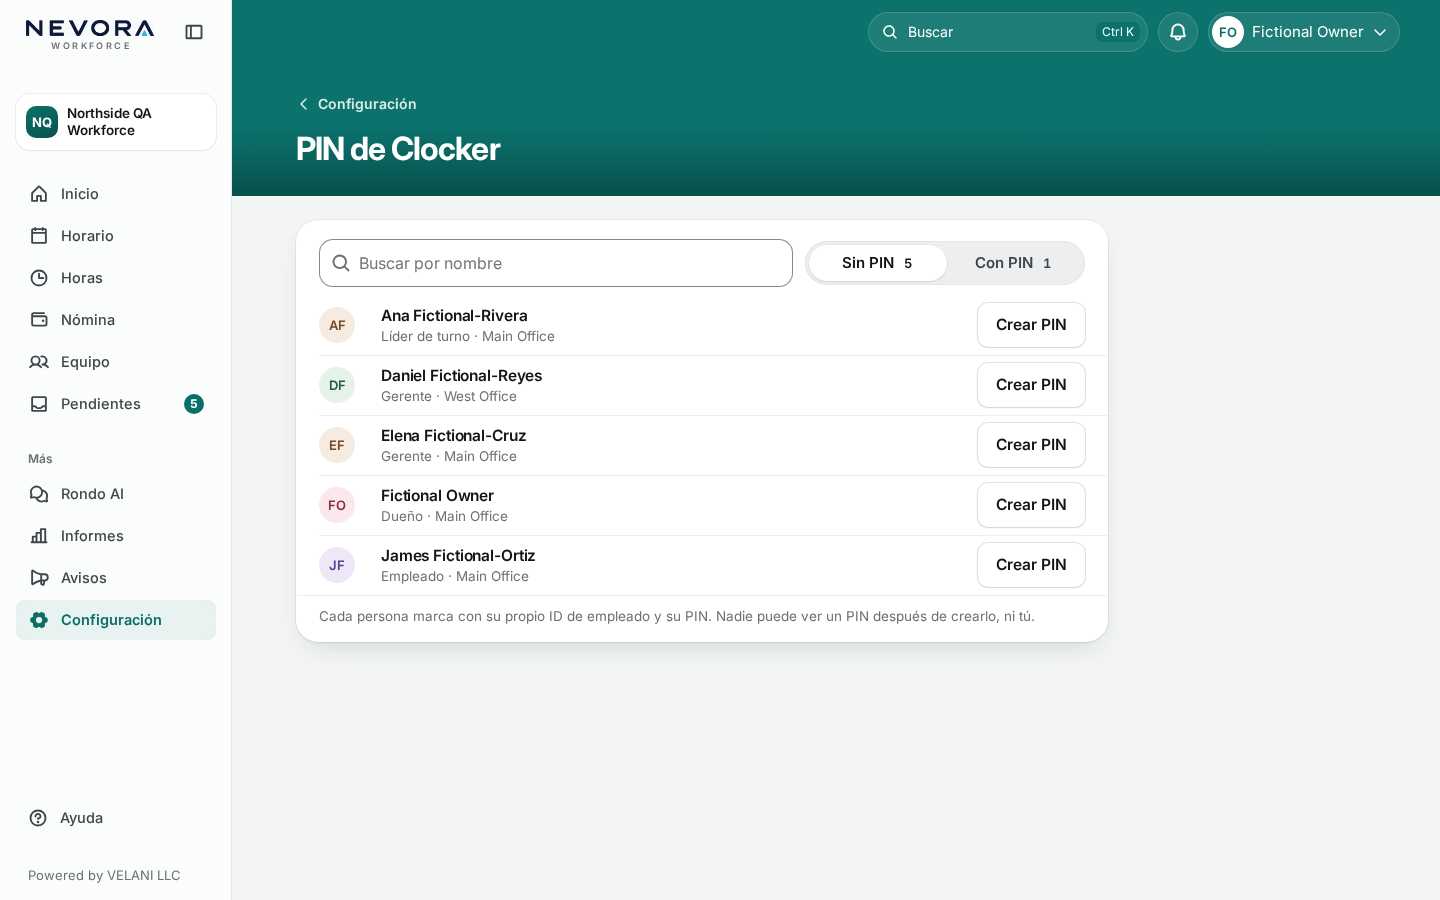 NEVORA
WORKFORCE
Buscar
Ctrl K
FO
Fictional Owner
NQ
Northside QA
Workforce
Inicio
Horario
Horas
Nómina
Equipo
Pendientes
5
Más
Rondo AI
Informes
Avisos
Configuración
Ayuda
Powered by VELANI LLC
Configuración
PIN de Clocker
Buscar por nombre
Sin PIN 5
Con PIN 1
AF
Ana Fictional-Rivera
Líder de turno · Main Office
Crear PIN
DF
Daniel Fictional-Reyes
Gerente · West Office
Crear PIN
EF
Elena Fictional-Cruz
Gerente · Main Office
Crear PIN
FO
Fictional Owner
Dueño · Main Office
Crear PIN
JF
James Fictional-Ortiz
Empleado · Main Office
Crear PIN
Cada persona marca con su propio ID de empleado y su PIN. Nadie puede ver un PIN después de crearlo, ni tú.